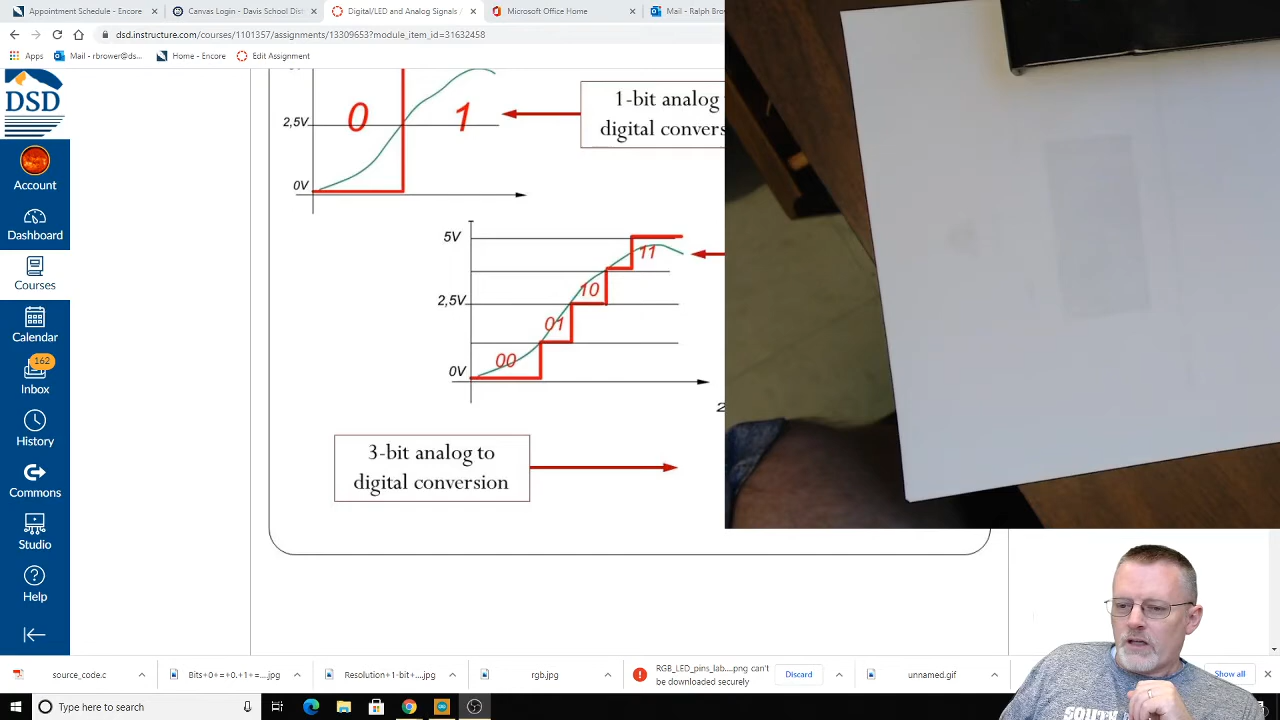 Appointment Schedule - Encore
Canvas Login - Davis School Dist
Digital/LED and Analog Signals /
Microsoft Office Home
Mail - Ralph Brow
dsd.instructure.com/courses/1101357/assignments/13309653?module_item_id=31632458
Apps
Mail - rbrower@ds...
Home - Encore
Edit Assignment
DSD
Account
Dashboard
Courses
Calendar
162
Inbox
History
Commons
Studio
Help
0
1
2,5V
0V
1-bit analog
digital convers
5V
2,5V
0V
00
01
10
11
2
3-bit analog to
digital conversion
source_o.exe
Bits+0+=+0.+1+=....jpg
Resolution+1-bit+...jpg
rgb.jpg
RGB_LED_pins_lab....png can't
be downloaded securely
Discard
unnamed.gif
Show all
Type here to search
SOUTH